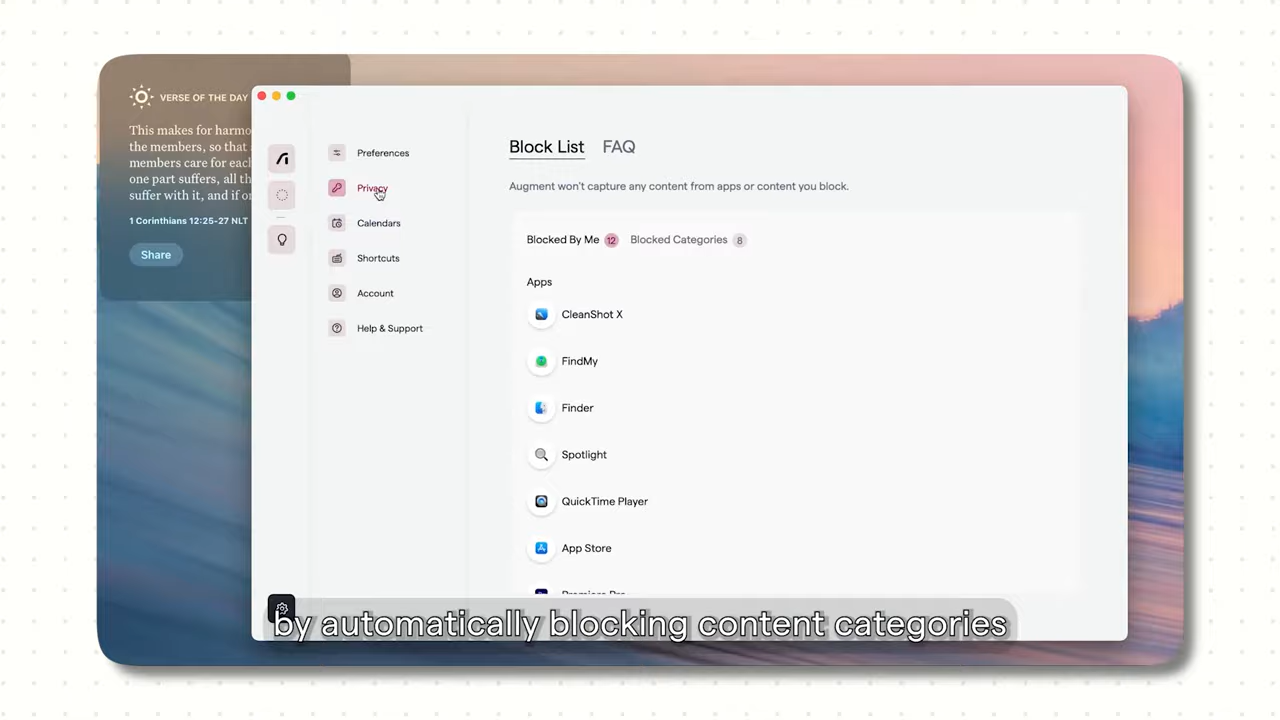 VERSE OF THE DAY
This makes for harmo
the members, so that
members care for each
one part suffers, all th
suffer with it, and if or
1 Corinthians 12:25-27 NLT
Share
Preferences
Privacy
Calendars
Shortcuts
Account
Help & Support
Block List FAQ
Augment won't capture any content from apps or content you block.
Blocked By Me 12 Blocked Categories 8
Apps
CleanShot X
FindMy
Finder
Spotlight
QuickTime Player
App Store
Premiere Pro
by automatically blocking content categories